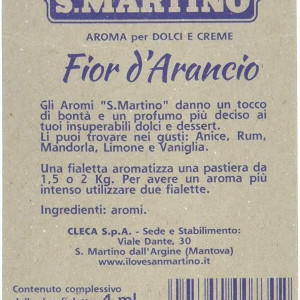 S.MARTINO
AROMA per DOLCI E CREME
Fior d'Arancio
Gli Aromi "S.Martino" danno un tocco
di bontà e un profumo più deciso ai
tuoi insuperabili dolci e dessert.
Li puoi trovare nei gusti: Anice, Rum,
Mandorla, Limone e Vaniglia.
Una fialetta aromatizza una pastiera da
1,5 o 2 Kg. Per avere un aroma più
intenso utilizzare due fialette.
Ingredienti: aromi.
CLECA S.p.A. - Sede e Stabilimento:
Viale Dante, 30
S. Martino dall'Argine (Mantova)
www.ilovesanmartino.it
Contenuto complessivo
4 ml